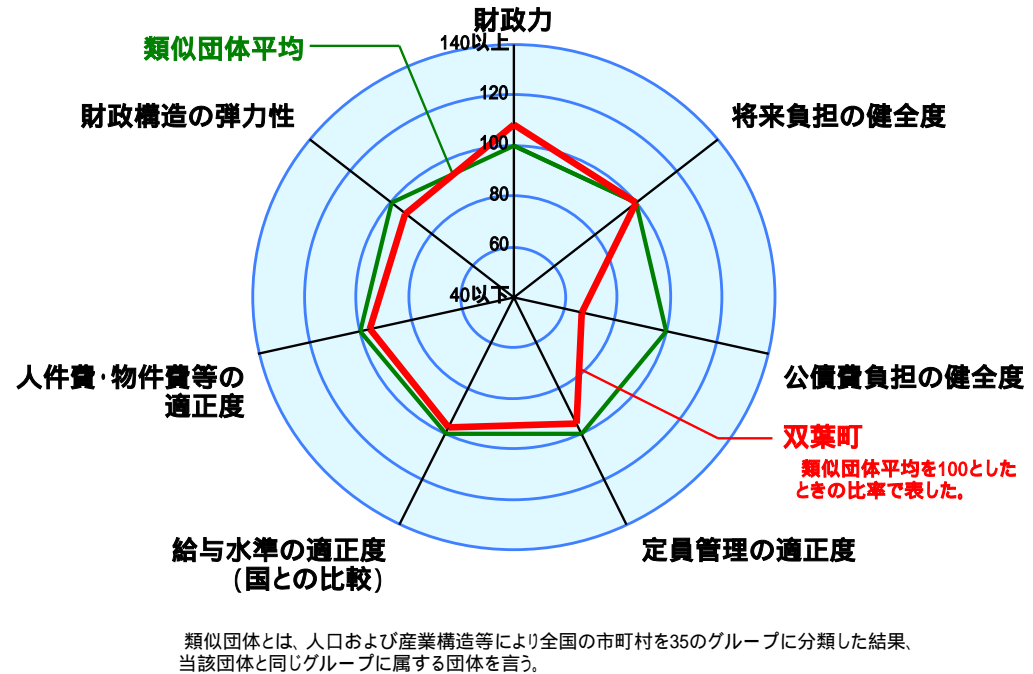 財政力
140以上
類似団体平均
120
財政構造の弾力性
将来負担の健全度
100
80
60
40以下
人件費・物件費等の
適正度
公債費負担の健全度
双葉町
類似団体平均を100とした
ときの比率で表した。
給与水準の適正度
(国との比較)
定員管理の適正度
類似団体とは、人口および産業構造等により全国の市町村を35のグループに分類した結果、
当該団体と同じグループに属する団体を言う。